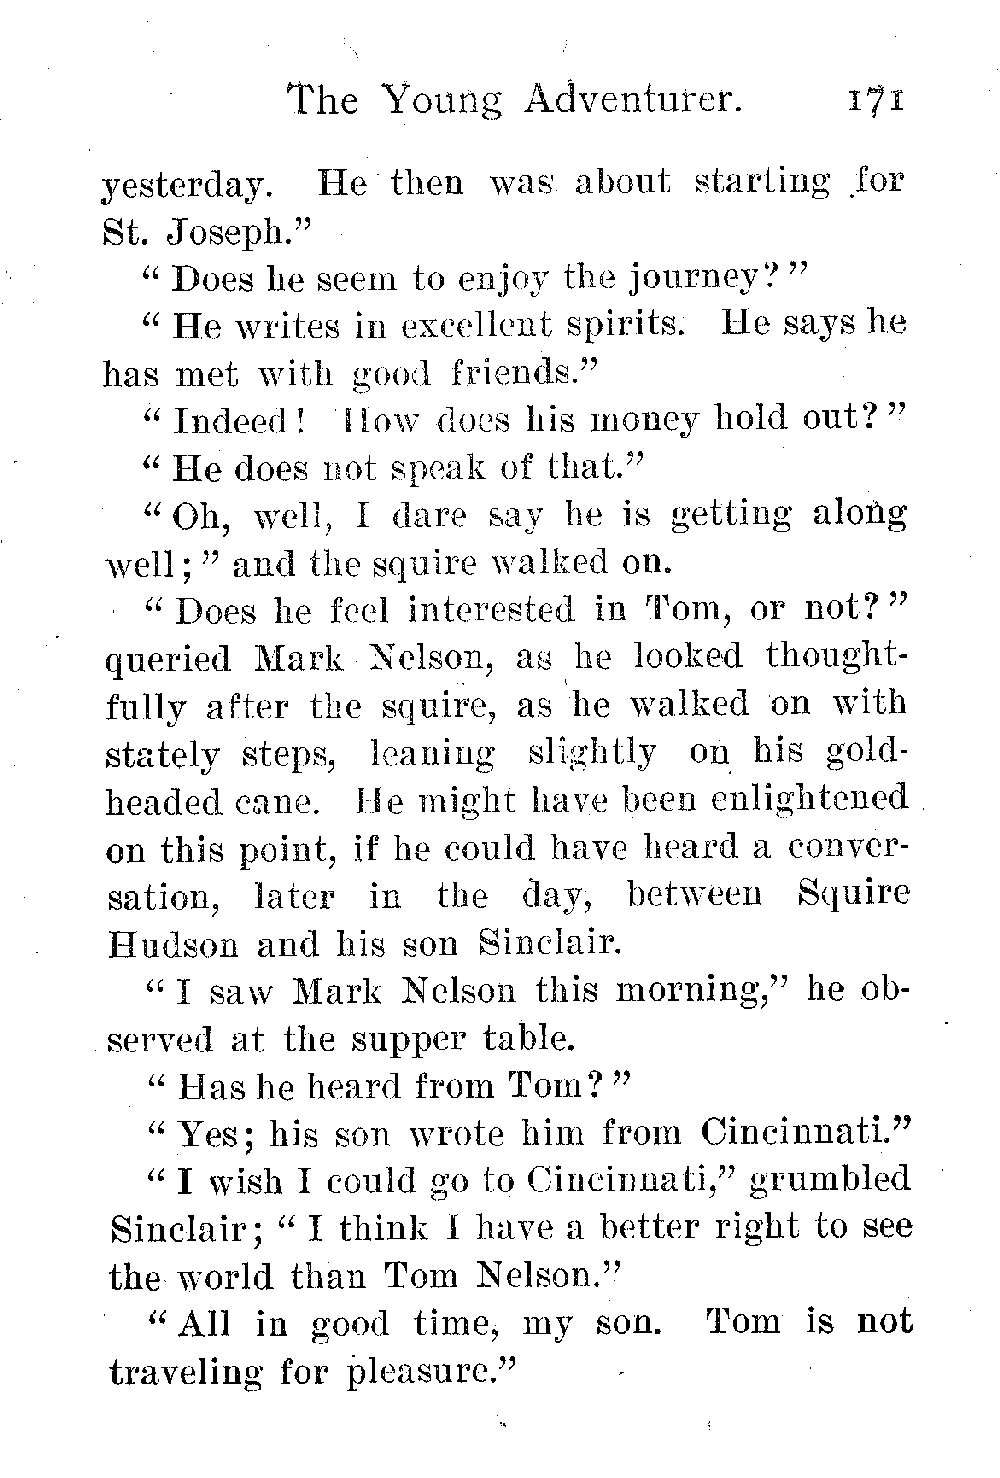 The Young Adventurer. 171
yesterday. He then was about starting for
St. Joseph."
"Does he seem to enjoy the journey?"
"He writes in excellent spirits. He says he
has met with good friends."
"Indeed! How does his money hold out?"
"He does not speak of that."
"Oh, well, I dare say he is getting along
well;" and the squire walked on.
"Does he feel interested in Tom, or not?"
queried Mark Nelson, as he looked thought-
fully after the squire, as he walked on with
stately steps, leaning slightly on his gold-
headed cane. He might have been enlightened
on this point, if he could have heard a conver-
sation, later in the day, between Squire
Hudson and his son Sinclair.
"I saw Mark Nelson this morning," he ob-
served at the supper table.
"Has he heard from Tom?"
"Yes; his son wrote him from Cincinnati."
"I wish I could go to Cincinnati," grumbled
Sinclair; "I think I have a better right to see
the world than Tom Nelson."
"All in good time, my son. Tom is not
traveling for pleasure."